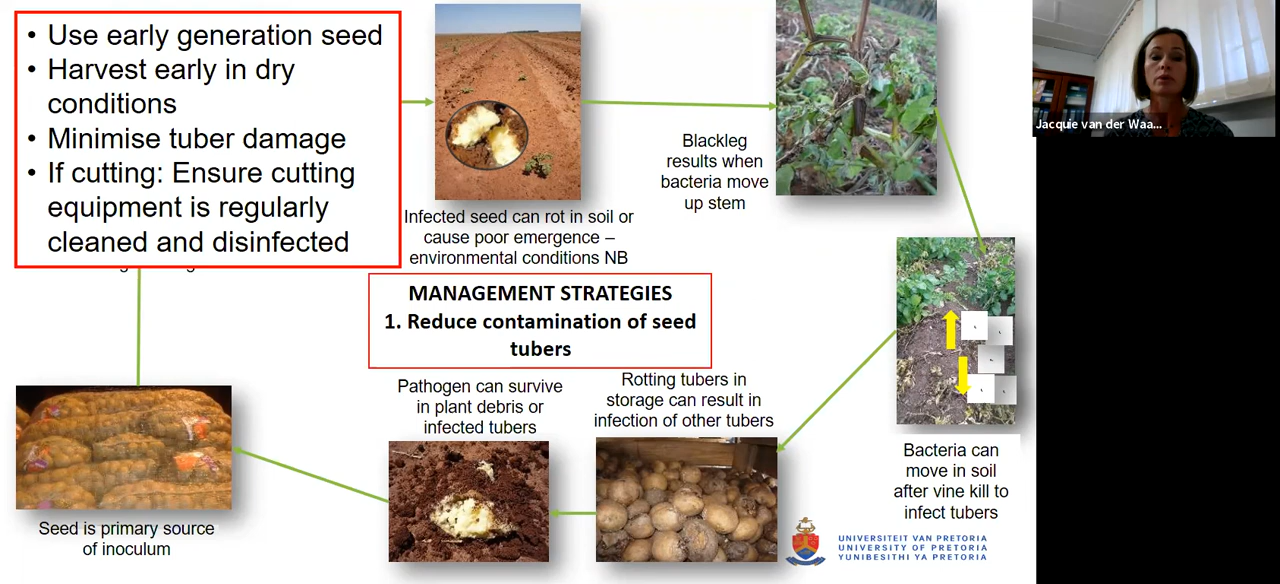 • Use early generation seed
• Harvest early in dry
conditions
• Minimise tuber damage
• If cutting: Ensure cutting
equipment is regularly
cleaned and disinfected
Infected seed can rot in soil or
cause poor emergence –
environmental conditions NB
Blackleg
results when
bacteria move
up stem
Jacquie van der Waa...
MANAGEMENT STRATEGIES
1. Reduce contamination of seed
tubers
Bacteria can
move in soil
after vine kill to
infect tubers
Rotting tubers in
storage can result in
infection of other tubers
Pathogen can survive
in plant debris or
infected tubers
Seed is primary source
of inoculum
UNIVERSITEIT VAN PRETORIA
UNIVERSITY OF PRETORIA
YUNIBESITHI YA PRETORIA